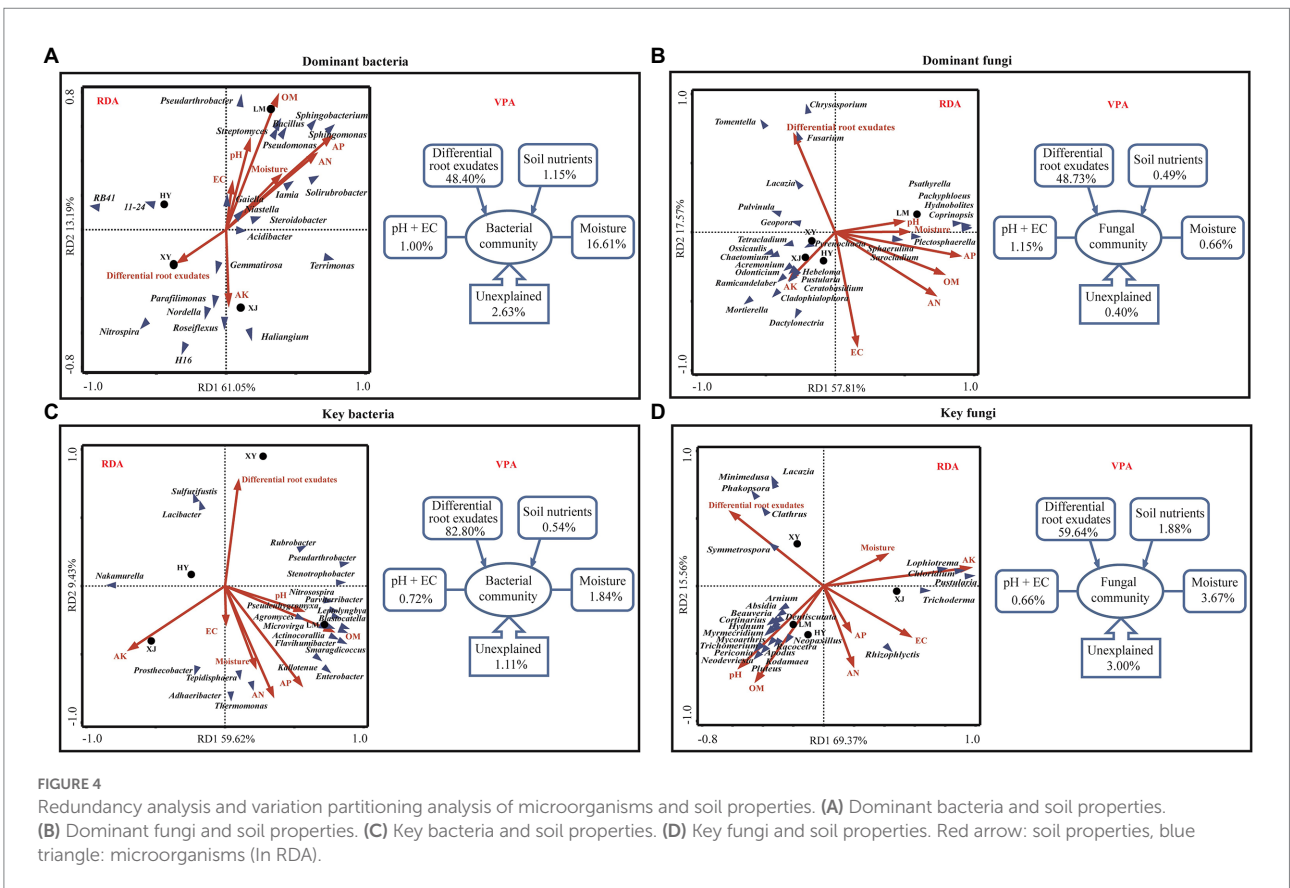 A
Dominant bacteria
RDA
VPA
0.8
-0.8
RD2 13.19%
-1.0
RD1 61.05%
1.0
Pseudarthrobacter
OM
LM
Sphingobacterium
Bacillus
Streptomyces
Sphingomonas
Pseudomonas
AP
pH
AN
Moisture
EC
Solirubrobacter
Iamia
Gaiella
RB41
11-24
HY
Niastella
Steroidobacter
Acidibacter
XY
Differential root exudates
Gemmatirosa
Terrimonas
AK
XJ
Parafilimonas
Nordella
Nitrospira
Roseiflexus
Haliangium
H16
Differential
root exudates
48.40%
Soil nutrients
1.15%
pH + EC
1.00%
Bacterial
community
Moisture
16.61%
Unexplained
2.63%
B
Dominant fungi
RDA
VPA
1.0
-1.0
RD2 17.57%
-1.0
RD1 57.81%
1.0
Chrysosporium
Tomentella
Differential root exudates
Fusarium
Lacazia
Psathyrella
Pachyphloeus
Hydnobolites
Coprinopsis
Pulvinula
Geopora
LM
pH
Moisture
XY
Tetracladium
Pyrenochaeta
Plectosphaerella
Ossicaulis
Sphaerulina
Chaetomium
XJ
HY
Sarocladium
AP
Acremonium
Odonticium
Hebeloma
OM
Ramicandelaber
AK
Pustularia
Ceratobasidium
AN
Cladophialophora
Mortierella
Dactylonectria
EC
Differential
root exudates
48.73%
Soil nutrients
0.49%
pH + EC
1.15%
Fungal
community
Moisture
0.66%
Unexplained
0.40%
C
Key bacteria
RDA
VPA
1.0
-1.0
RD2 9.43%
-1.0
RD1 59.62%
1.0
XY
Differential root exudates
Sulfurifustis
Lacibacter
Rubrobacter
Pseudarthrobacter
HY
Stenotrophobacter
Nakamurella
Nitrosospira
Parviterribacter
pH
Leptolyngbya
Blastocatella
Agromyces
Microvirga
LM
EC
Actinocorallia
OM
Flavihumibacter
XJ
Smaragdicoccus
AK
Moisture
Prosthecobacter
Kallotenue
Tepidisphaera
Enterobacter
AN
AP
Adhaeribacter
Thermomonas
Differential
root exudates
82.80%
Soil nutrients
0.54%
pH + EC
0.72%
Bacterial
community
Moisture
1.84%
Unexplained
1.11%
D
Key fungi
RDA
VPA
1.0
-1.0
RD2 15.56%
-0.8
RD1 69.37%
1.0
Minimedusa
Lacazia
Phakopsora
Differential root exudates
Clathrus
Symmetrospora
XY
Moisture
Lophiotrema
AK
Chloridium
Pustularia
XJ
Trichoderma
Arnium
Absidia
Beauveria
Dentiscutata
Cortinarius
LM
Hydnum
AP
Myrmecridium
HY
Neopaxillus
EC
Mycoarthris
Racocetra
Trichomerium
Rhizophlyctis
Periconia
Apodus
Neodevriesia
Kodamaea
Pluteus
pH
AN
OM
Differential
root exudates
59.64%
Soil nutrients
1.88%
pH + EC
0.66%
Fungal
community
Moisture
3.67%
Unexplained
3.00%
FIGURE 4
Redundancy analysis and variation partitioning analysis of microorganisms and soil properties. (A) Dominant bacteria and soil properties.
(B) Dominant fungi and soil properties. (C) Key bacteria and soil properties. (D) Key fungi and soil properties. Red arrow: soil properties, blue
triangle: microorganisms (In RDA).